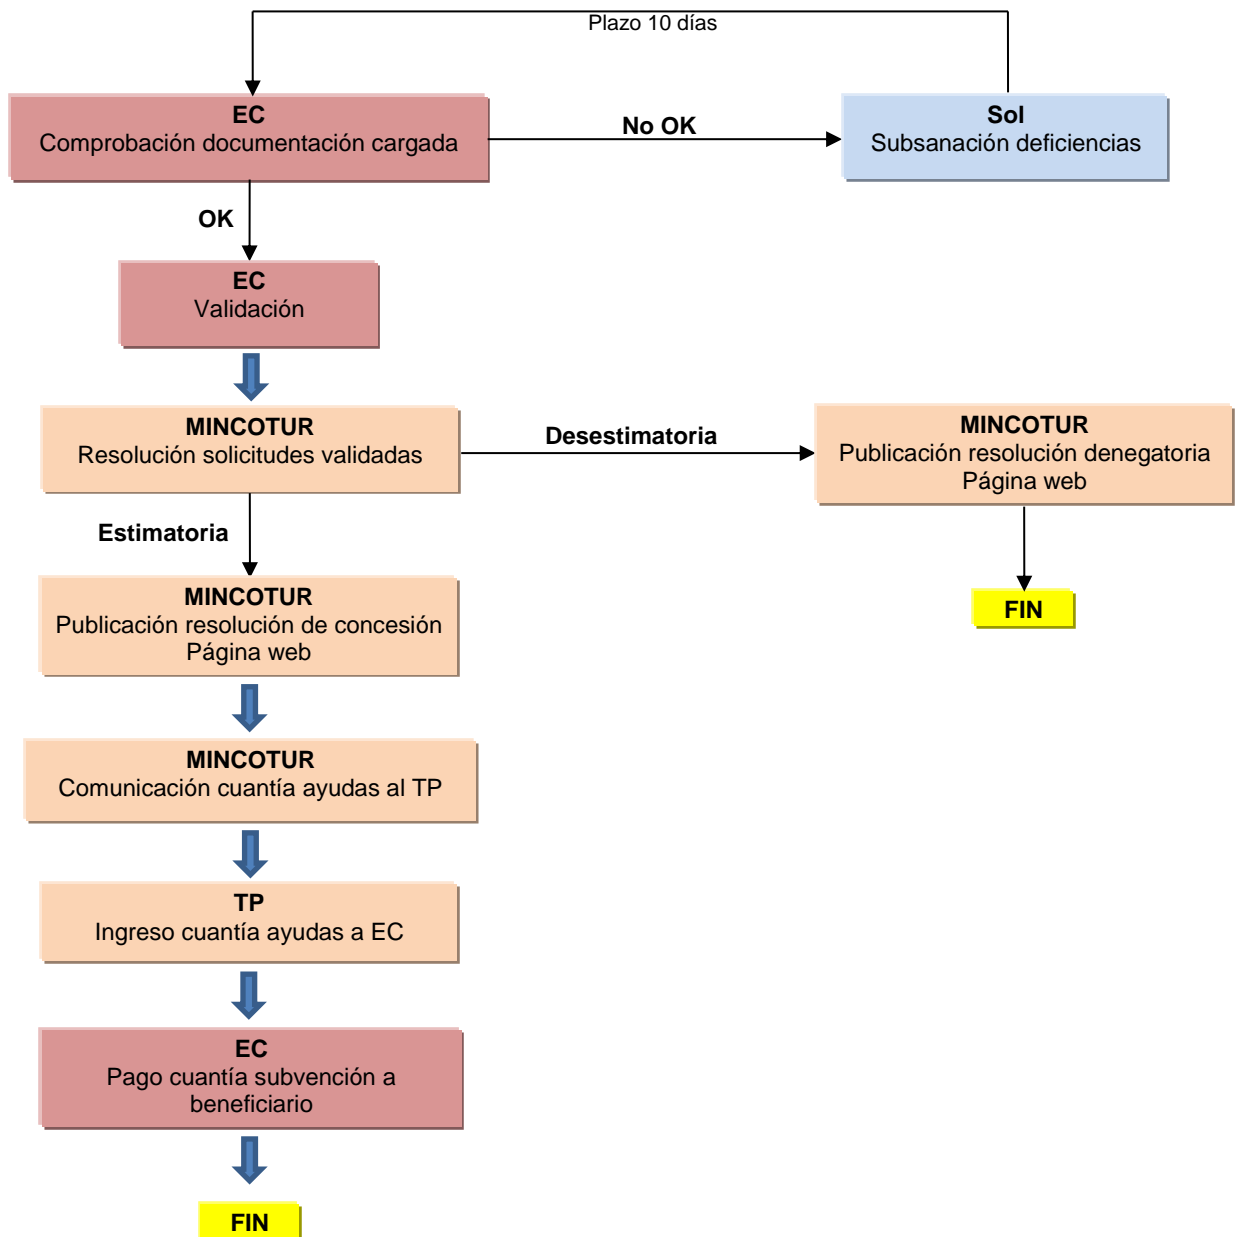 Plazo 10 días
EC
Comprobación documentación cargada
No OK
Sol
Subsanación deficiencias
OK
EC
Validación
MINCOTUR
Resolución solicitudes validadas
Desestimatoria
MINCOTUR
Publicación resolución denegatoria
Página web
Estimatoria
MINCOTUR
Publicación resolución de concesión
Página web
FIN
MINCOTUR
Comunicación cuantía ayudas al TP
TP
Ingreso cuantía ayudas a EC
EC
Pago cuantía subvención a
beneficiario
FIN